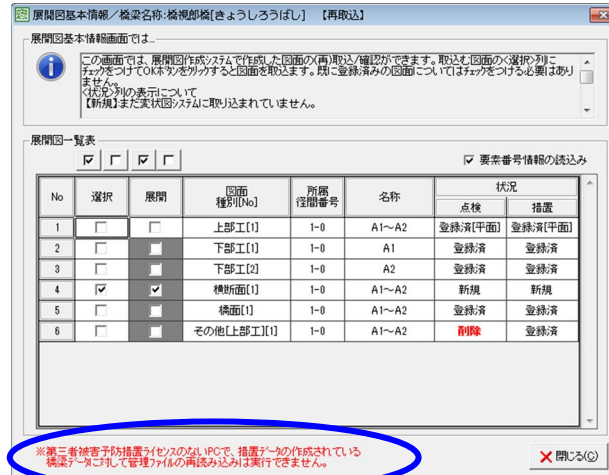 展開図基本情報／橋梁名称:橋視郎橋[きょうしろうばし]　【再取込】
展開図基本情報画面では...
この画面では、展開図作成システムで作成した図面の(再)取込/確認ができます。取込む図面の<選択>列に
チェックをつけてOKボタンをクリックすると図面を取込ます。既に登録済みの図面についてはチェックをつける必要はあり
ません。
<状況>列の表示について
【新規】まだ変状図システムに取り込まれていません。
展開図一覧表
要素番号情報の読込み
No 選択 展開 図面種別[No] 所属径間番号 名称 状況
点検 措置
1 上部工[1] 1-0 A1～A2 登録済[平面] 登録済[平面]
2 下部工[1] 1-0 A1 登録済 登録済
3 下部工[2] 1-0 A2 登録済 登録済
4 横断面[1] 1-0 A1～A2 新規 新規
5 橋面[1] 1-0 A1～A2 登録済 登録済
6 その他[上部工][1] 1-0 A1～A2 削除 登録済
※第三者被害予防措置ライセンスのないPCで、措置データの作成されている
橋梁データに対して管理ファイルの再読み込みは実行できません。
閉じる(C)